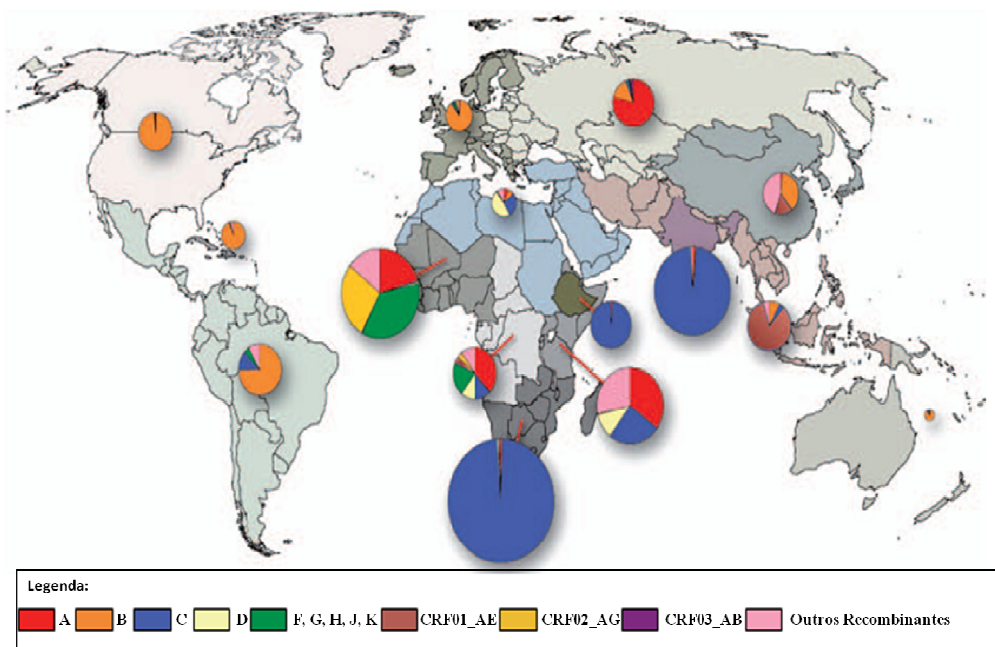 Legenda:
A B C D F, G, H, J, K CRF01_AE CRF02_AG CRF03_AB Outros Recombinantes